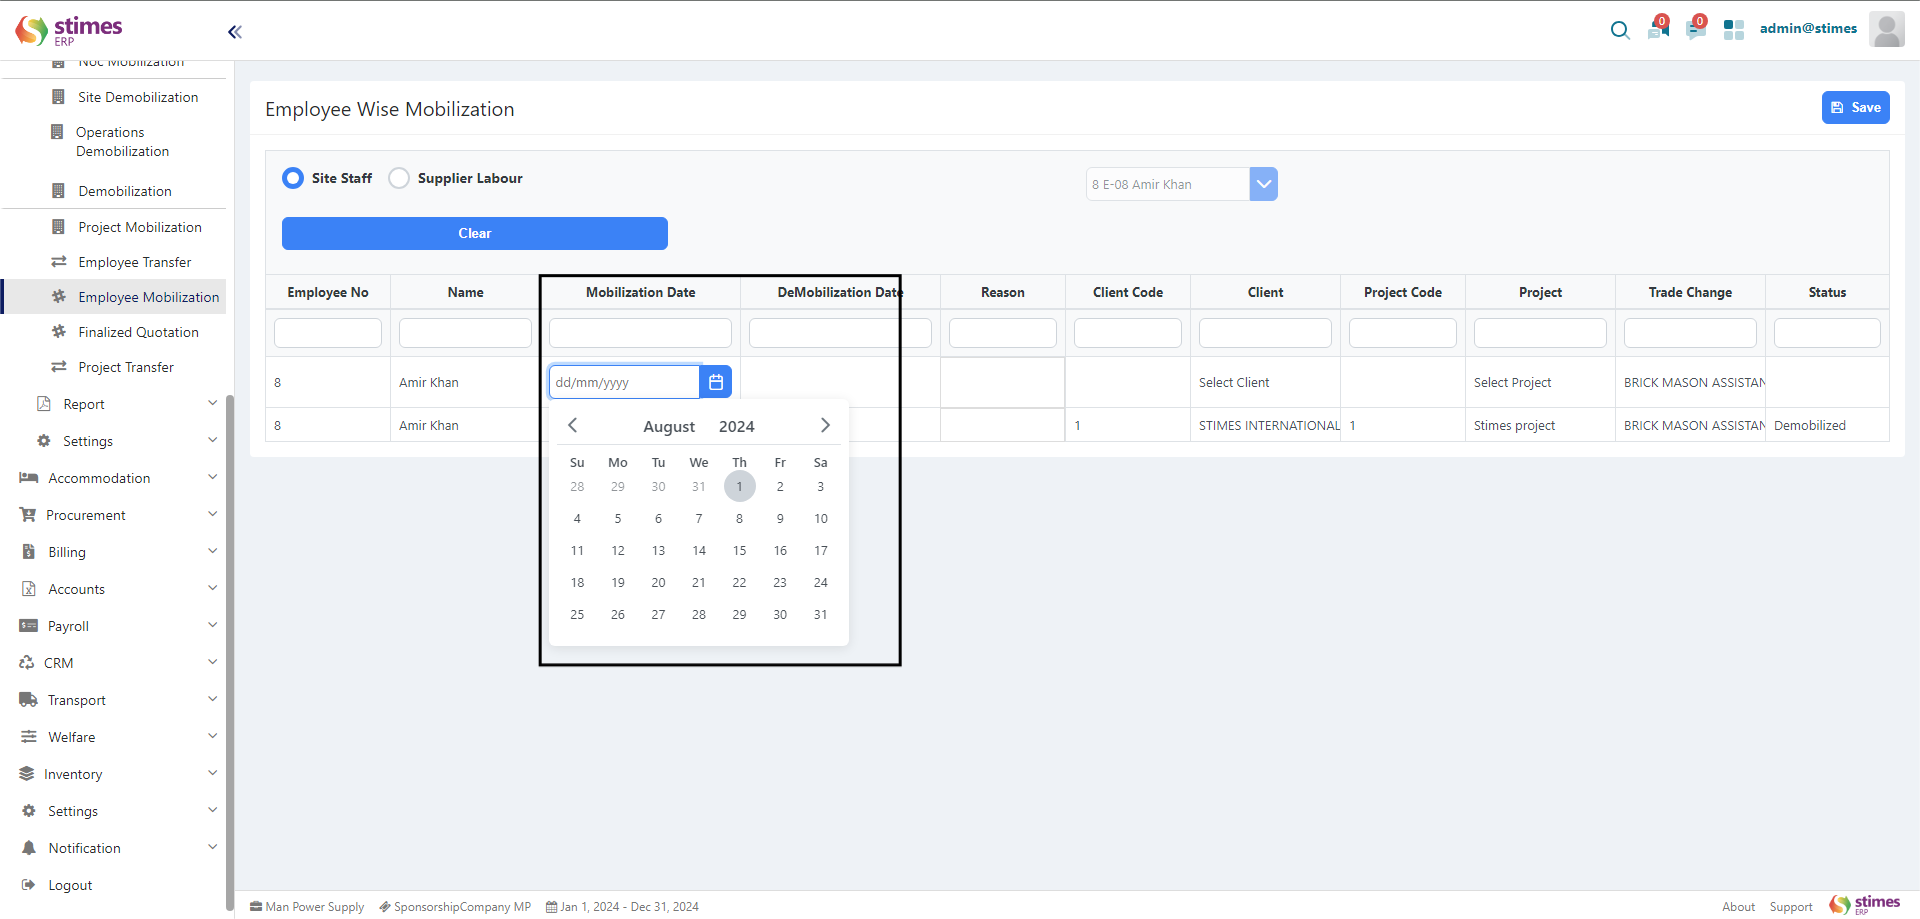 stimes
ERP
0
0
admin@stimes
Noc Mobilization
Site Demobilization
Operations
Demobilization
Demobilization
Project Mobilization
Employee Transfer
Employee Mobilization
Finalized Quotation
Project Transfer
Report
Settings
Accommodation
Procurement
Billing
Accounts
Payroll
CRM
Transport
Welfare
Inventory
Settings
Notification
Logout
Employee Wise Mobilization
Save
Site Staff Supplier Labour
8 E-08 Amir Khan
Clear
Employee No Name Mobilization Date DeMobilization Date Reason Client Code Client Project Code Project Trade Change Status
8 Amir Khan dd/mm/yyyy Select Client Select Project BRICK MASON ASSISTAN
8 Amir Khan 1 STIMES INTERNATIONAL 1 Stimes project BRICK MASON ASSISTAN Demobilized
August 2024
Su Mo Tu We Th Fr Sa
28 29 30 31 1 2 3
4 5 6 7 8 9 10
11 12 13 14 15 16 17
18 19 20 21 22 23 24
25 26 27 28 29 30 31
Man Power Supply SponsorshipCompany MP Jan 1, 2024 - Dec 31, 2024
About Support stimes
ERP